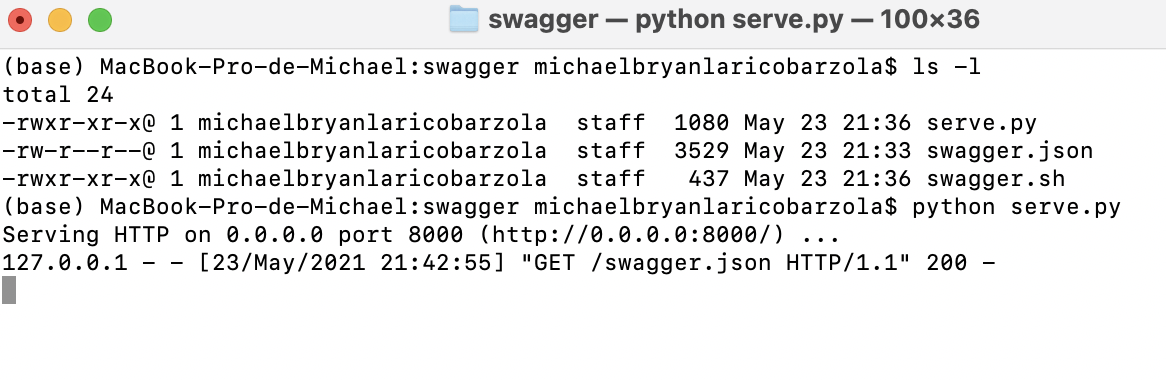 swagger — python serve.py — 100×36
(base) MacBook-Pro-de-Michael:swagger michaelbryanlaricobarzola$ ls -l
total 24
-rwxr-xr-x@ 1 michaelbryanlaricobarzola  staff  1080 May 23 21:36 serve.py
-rw-r--r--@ 1 michaelbryanlaricobarzola  staff  3529 May 23 21:33 swagger.json
-rwxr-xr-x@ 1 michaelbryanlaricobarzola  staff   437 May 23 21:36 swagger.sh
(base) MacBook-Pro-de-Michael:swagger michaelbryanlaricobarzola$ python serve.py
Serving HTTP on 0.0.0.0 port 8000 (http://0.0.0.0:8000/) ...
127.0.0.1 - - [23/May/2021 21:42:55] "GET /swagger.json HTTP/1.1" 200 -